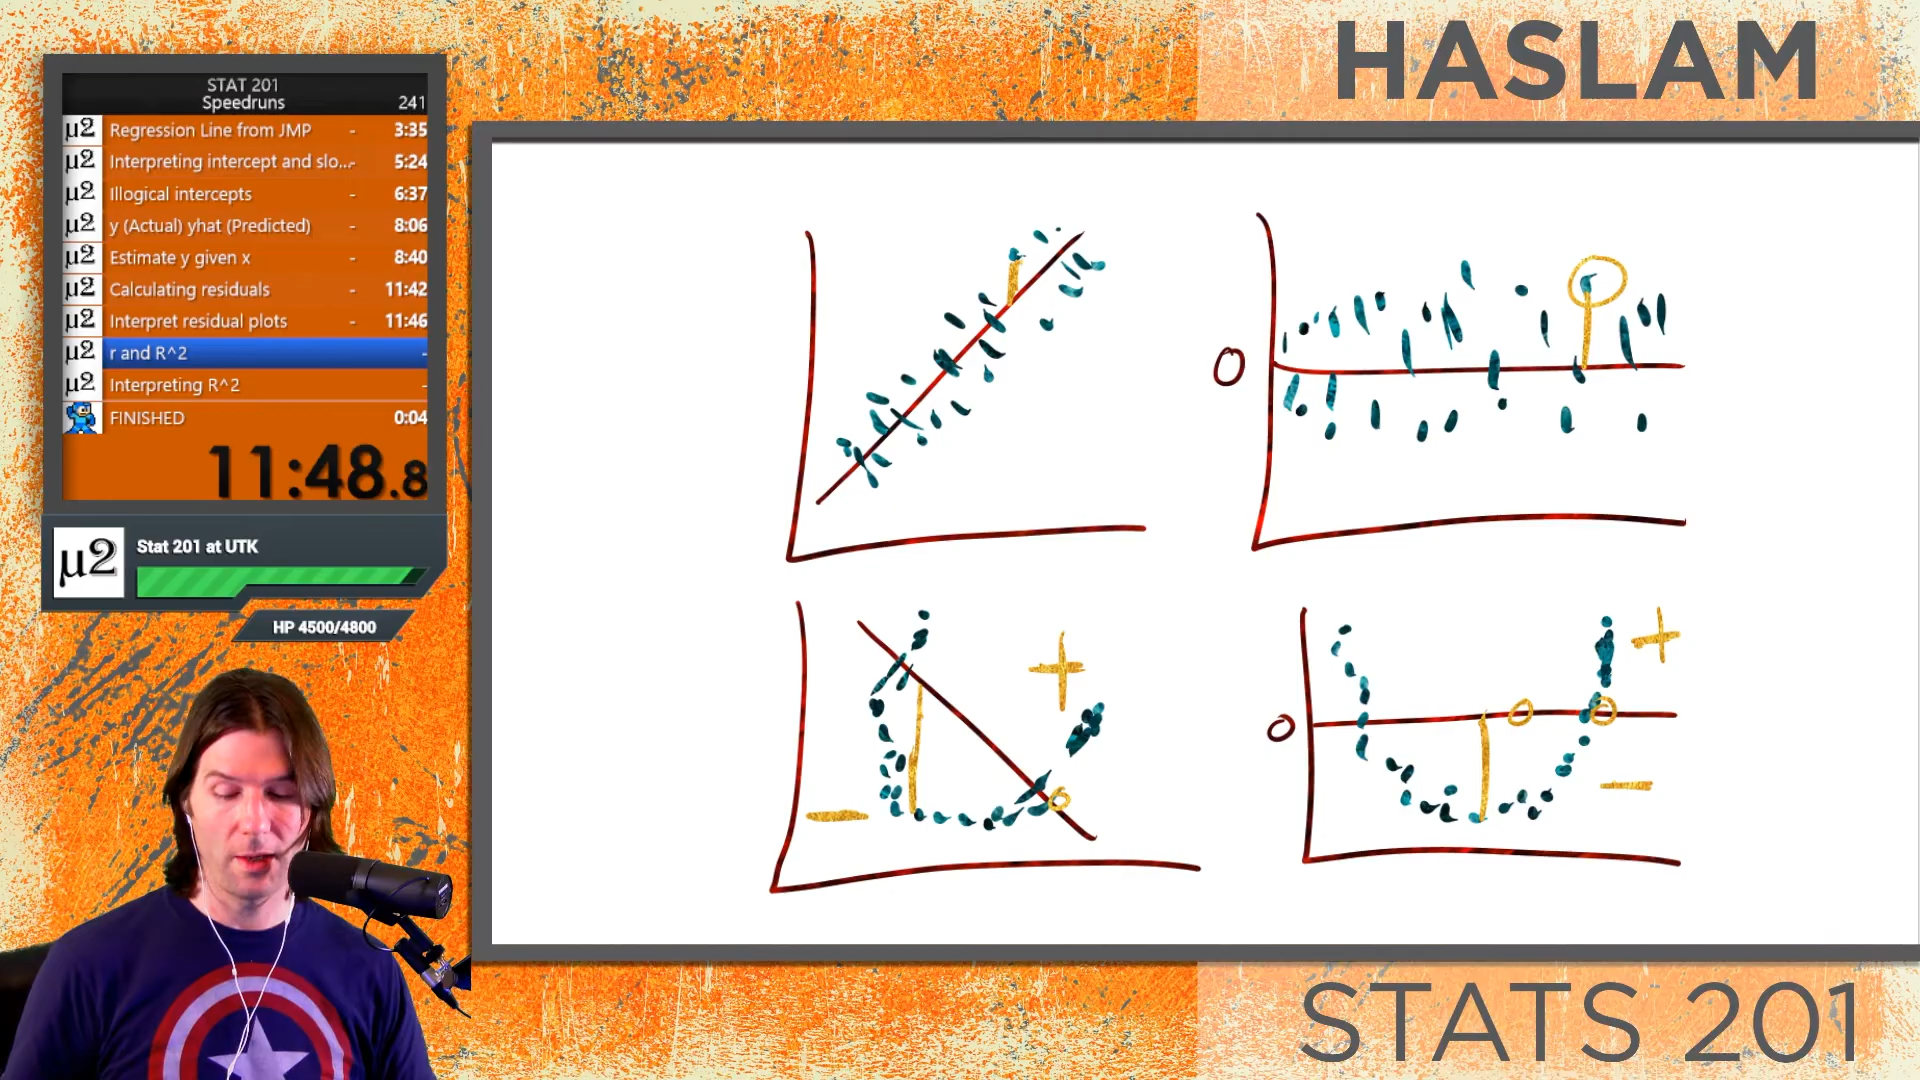 HASLAM
STAT 201
Speedruns 241
μ2 Regression Line from JMP - 3:35
μ2 Interpreting intercept and slo...- 5:24
μ2 Illogical intercepts - 6:37
μ2 y (Actual) yhat (Predicted) - 8:06
μ2 Estimate y given x - 8:40
μ2 Calculating residuals - 11:42
μ2 Interpret residual plots - 11:46
μ2 r and R^2 -
μ2 Interpreting R^2 -
FINISHED 0:04
11:48.8
μ2 Stat 201 at UTK
HP 4500/4800
0
+
-
0
+
-
STATS 201